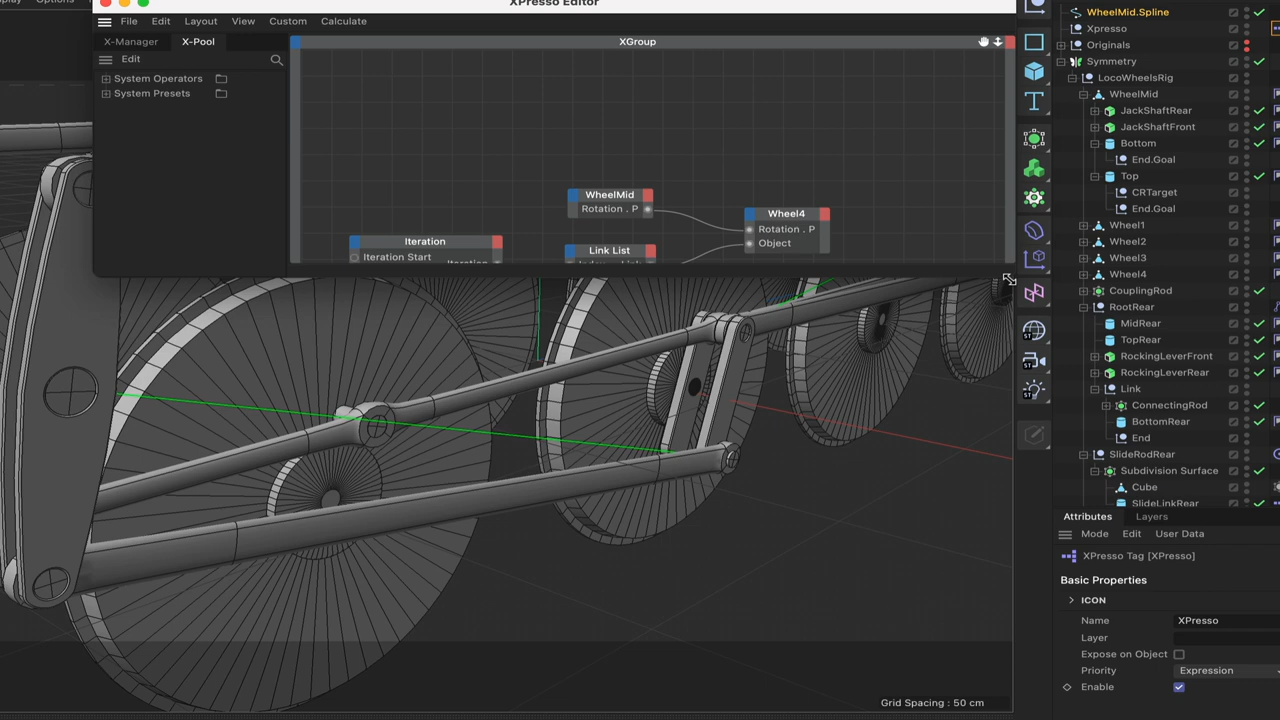 XPresso Editor
File Edit Layout View Custom Calculate
X-Manager X-Pool
Edit
System Operators
System Presets
XGroup
WheelMid
Rotation . P
Wheel4
Rotation . P
Object
Iteration
Iteration Start
Link List
WheelMid.Spline
Xpresso
Originals
Symmetry
LocoWheelsRig
WheelMid
JackShaftRear
JackShaftFront
Bottom
End.Goal
Top
CRTarget
End.Goal
Wheel1
Wheel2
Wheel3
Wheel4
CouplingRod
RootRear
MidRear
TopRear
RockingLeverFront
RockingLeverRear
Link
ConnectingRod
BottomRear
End
SlideRodRear
Subdivision Surface
Cube
SlideLinkRear
Attributes Layers
Mode Edit User Data
XPresso Tag [XPresso]
Basic Properties
ICON
Name XPresso
Layer
Expose on Object
Priority Expression
Enable
Grid Spacing : 50 cm